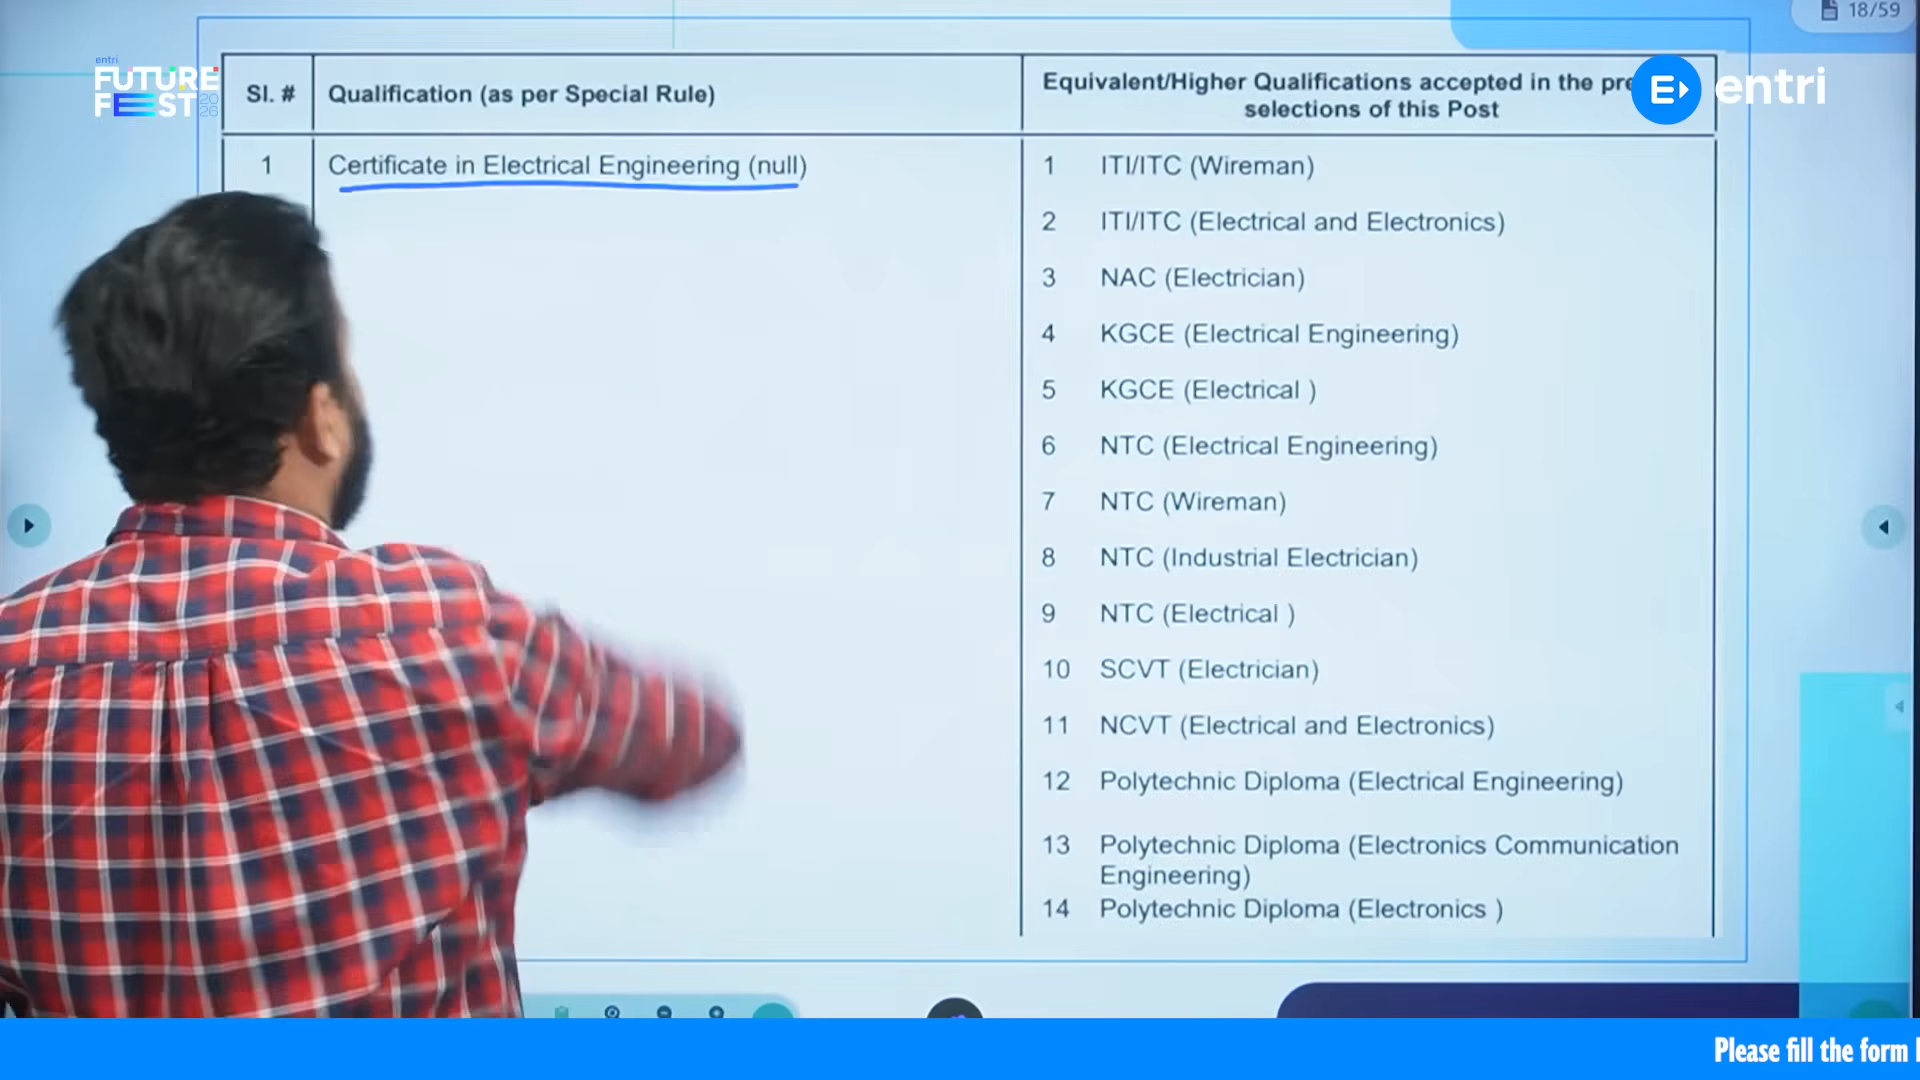 18/59
entri
FUTURE
FEST 2026
entri
Sl. # Qualification (as per Special Rule) Equivalent/Higher Qualifications accepted in the
selections of this Post
1 Certificate in Electrical Engineering (null)
1 ITI/ITC (Wireman)
2 ITI/ITC (Electrical and Electronics)
3 NAC (Electrician)
4 KGCE (Electrical Engineering)
5 KGCE (Electrical )
6 NTC (Electrical Engineering)
7 NTC (Wireman)
8 NTC (Industrial Electrician)
9 NTC (Electrical )
10 SCVT (Electrician)
11 NCVT (Electrical and Electronics)
12 Polytechnic Diploma (Electrical Engineering)
13 Polytechnic Diploma (Electronics Communication
Engineering)
14 Polytechnic Diploma (Electronics )
Please fill the form